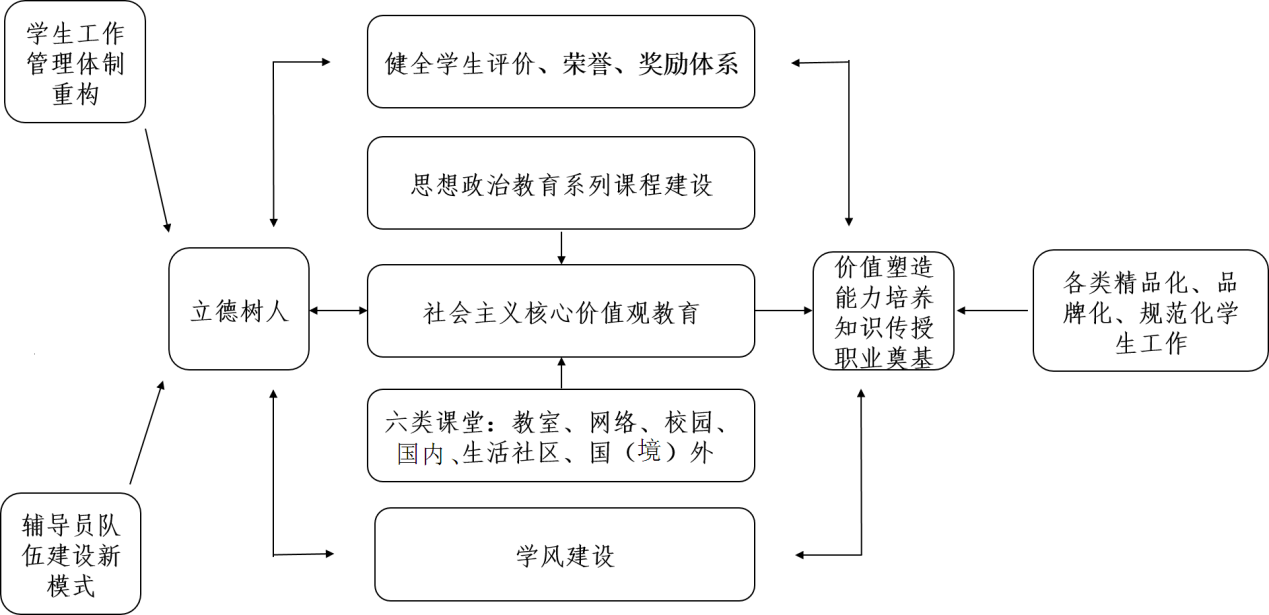 学生工作
管理体制
重构
健全学生评价、荣誉、奖励体系
思想政治教育系列课程建设
立德树人
社会主义核心价值观教育
价值塑造
能力培养
知识传授
职业奠基
各类精品化、品
牌化、规范化学
生工作
六类课堂：教室、网络、校园、
国内、生活社区、国（境）外
辅导员队
伍建设新
模式
学风建设